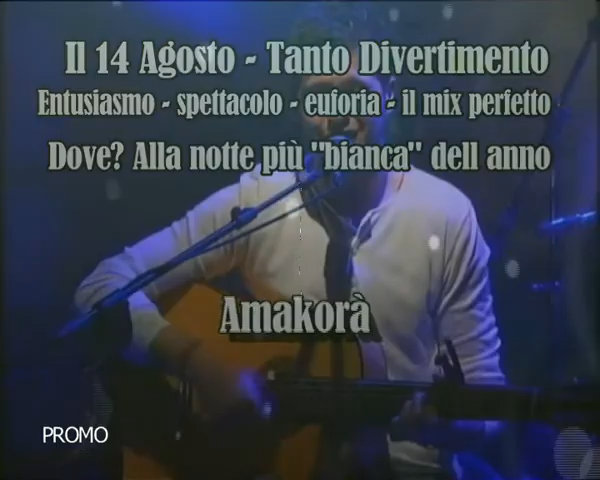 Il 14 Agosto - Tanto Divertimento
Entusiasmo - spettacolo - euforia - il mix perfetto
Dove? Alla notte più "bianca" dell anno
Amakorà
PROMO